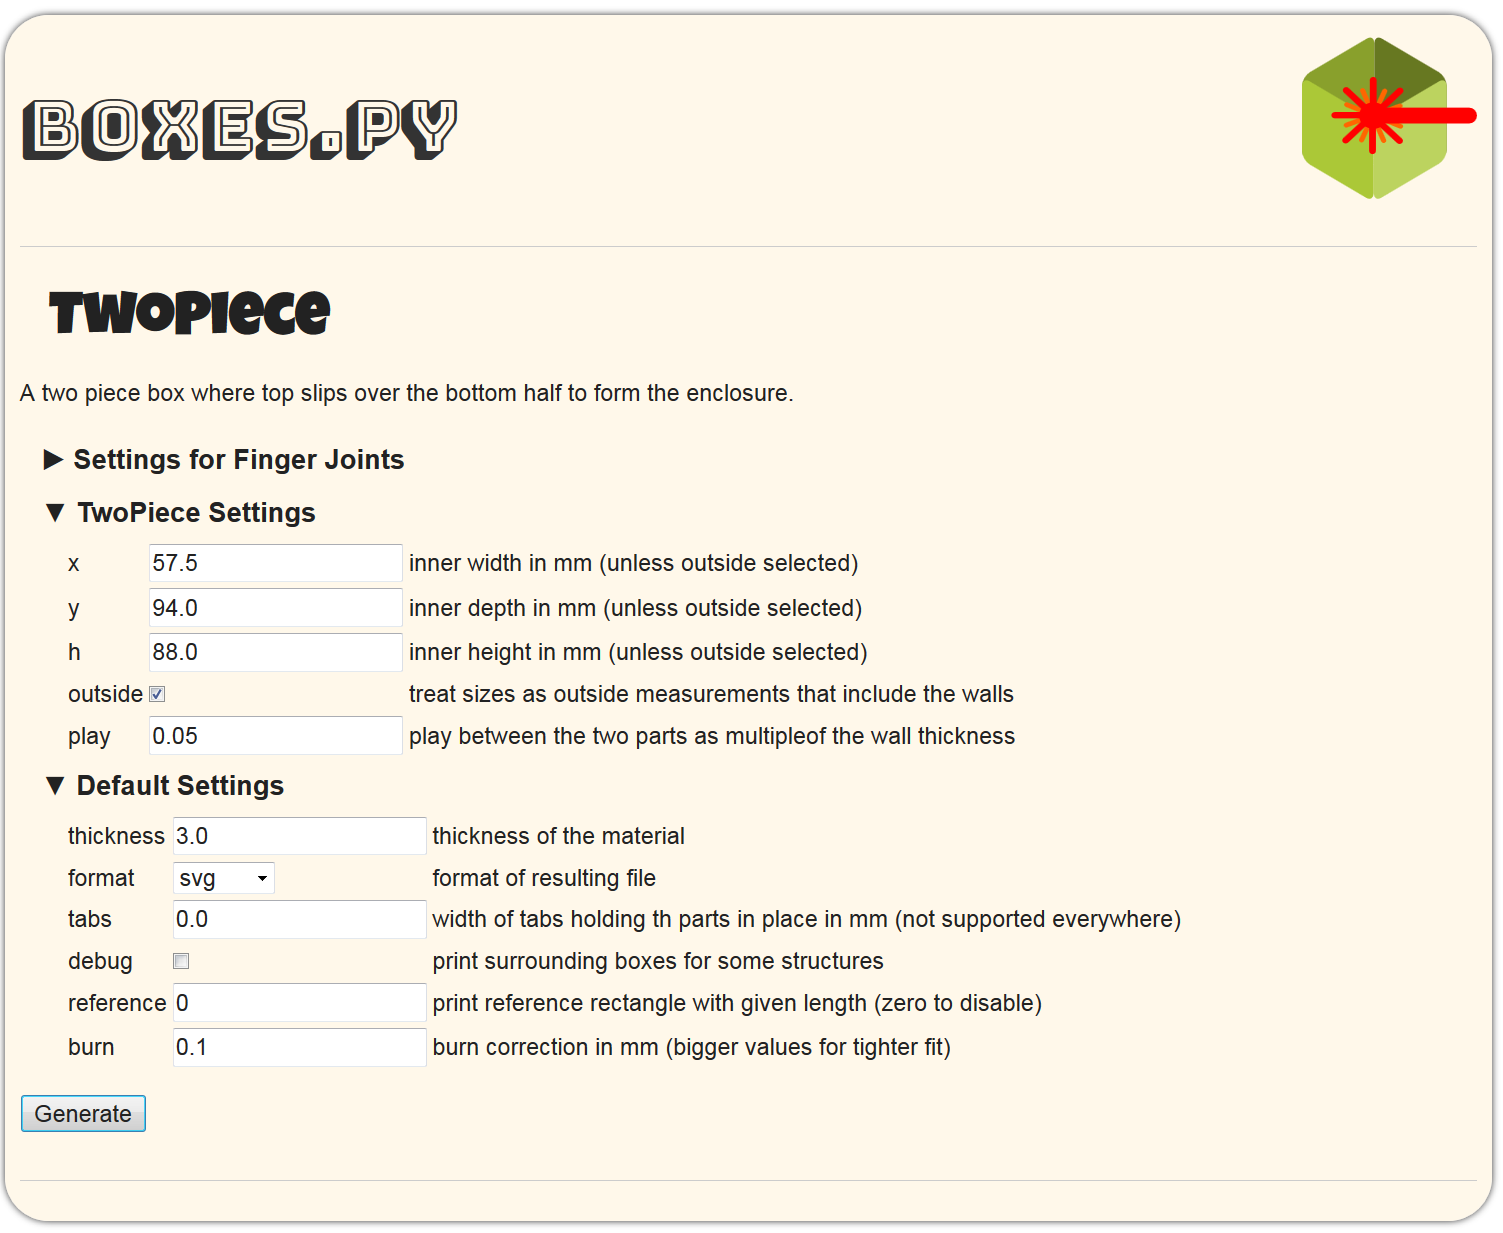 BOXES.PY
TwoPiece
A two piece box where top slips over the bottom half to form the enclosure.
▶ Settings for Finger Joints
▼ TwoPiece Settings
x 57.5 inner width in mm (unless outside selected)
y 94.0 inner depth in mm (unless outside selected)
h 88.0 inner height in mm (unless outside selected)
outside treat sizes as outside measurements that include the walls
play 0.05 play between the two parts as multipleof the wall thickness
▼ Default Settings
thickness 3.0 thickness of the material
format svg format of resulting file
tabs 0.0 width of tabs holding th parts in place in mm (not supported everywhere)
debug print surrounding boxes for some structures
reference 0 print reference rectangle with given length (zero to disable)
burn 0.1 burn correction in mm (bigger values for tighter fit)
Generate